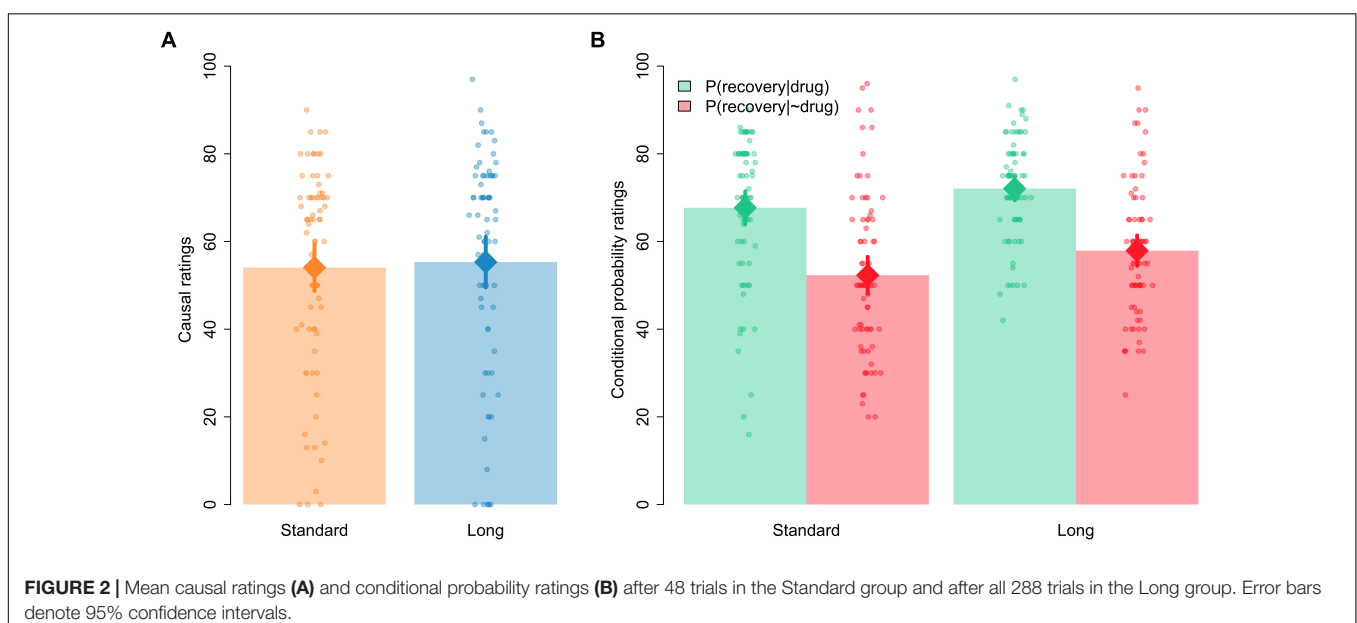 A
B
100
80
60
40
20
0
Causal ratings
Standard
Long
100
80
60
40
20
0
Conditional probability ratings
P(recovery|drug)
P(recovery|~drug)
Standard
Long
FIGURE 2 | Mean causal ratings (A) and conditional probability ratings (B) after 48 trials in the Standard group and after all 288 trials in the Long group. Error bars
denote 95% confidence intervals.